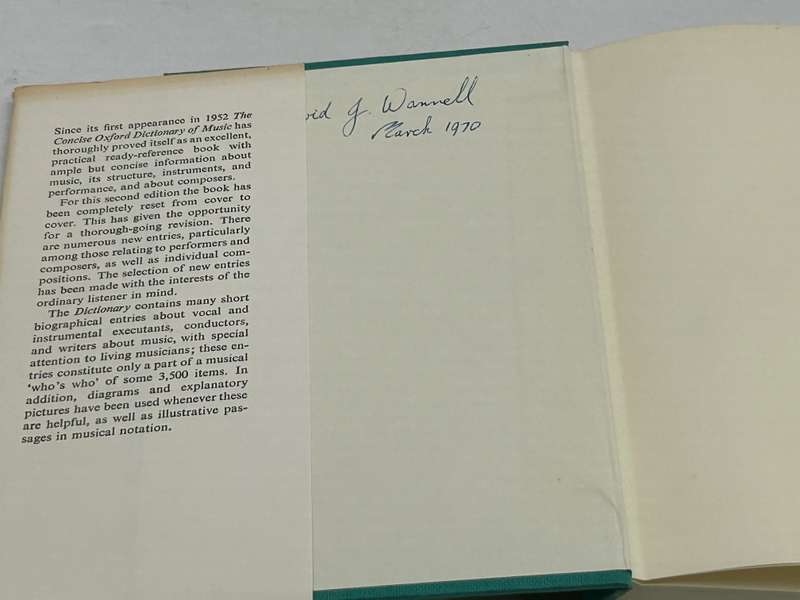 Since its first appearance in 1952 The
Concise Oxford Dictionary of Music has
thoroughly proved itself as an excellent,
practical ready-reference book with
ample but concise information about
music, its structure, instruments, and
performance, and about composers.
For this second edition the book has
been completely reset from cover to
cover. This has given the opportunity
for a thorough-going revision. There
are numerous new entries, particularly
among those relating to performers and
composers, as well as individual com-
positions. The selection of new entries
has been made with the interests of the
ordinary listener in mind.
The Dictionary contains many short
biographical entries about vocal and
instrumental executants, conductors,
and writers about music, with special
attention to living musicians; these en-
tries constitute only a part of a musical
‘who’s who’ of some 3,500 items. In
addition, diagrams and explanatory
pictures have been used whenever these
are helpful, as well as illustrative pas-
sages in musical notation.
vid J. Wannell
March 1970